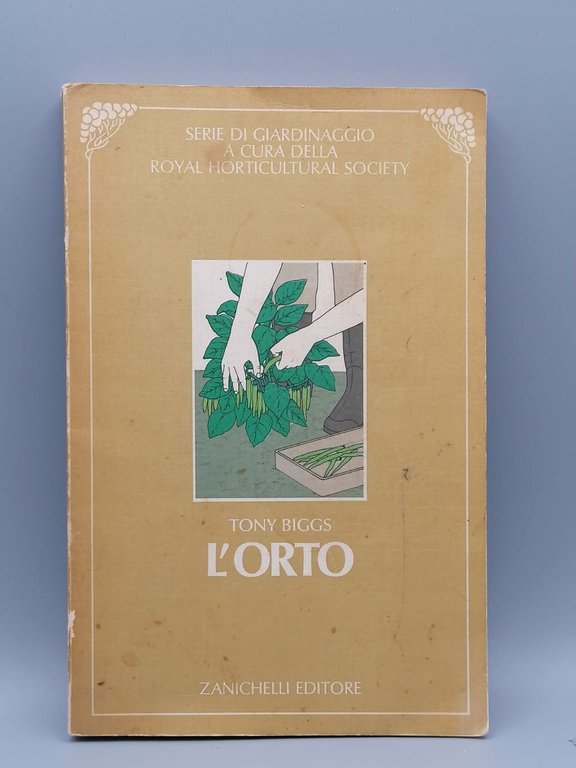 SERIE DI GIARDINAGGIO
A CURA DELLA
ROYAL HORTICULTURAL SOCIETY
TONY BIGGS
L'ORTO
ZANICHELLI EDITORE